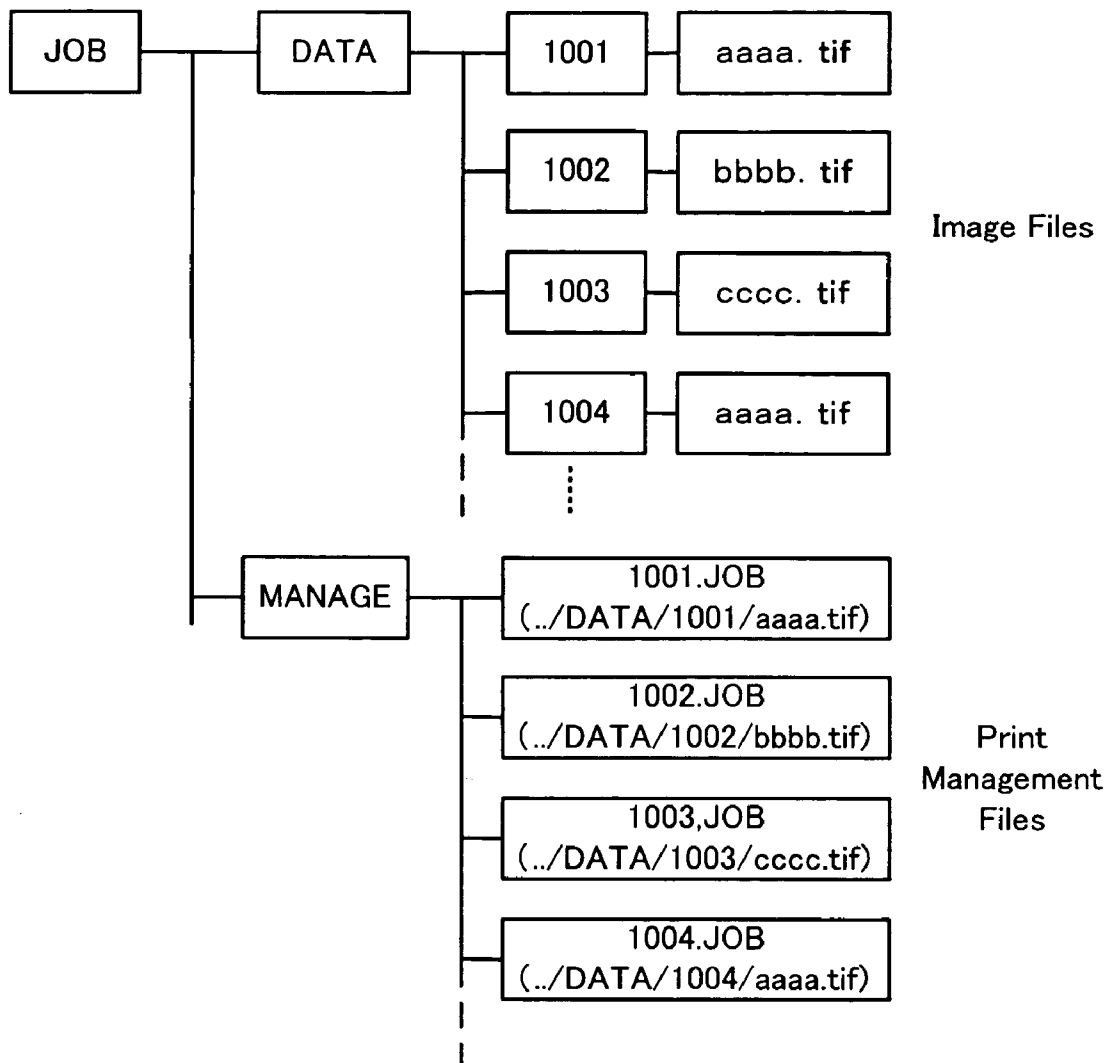 JOB
DATA
1001
aaaa. tif
1002
bbbb. tif
Image Files
1003
cccc. tif
1004
aaaa. tif
MANAGE
1001.JOB
(../DATA/1001/aaaa.tif)
1002.JOB
(../DATA/1002/bbbb.tif)
Print
Management
Files
1003,JOB
(../DATA/1003/cccc.tif)
1004.JOB
(../DATA/1004/aaaa.tif)